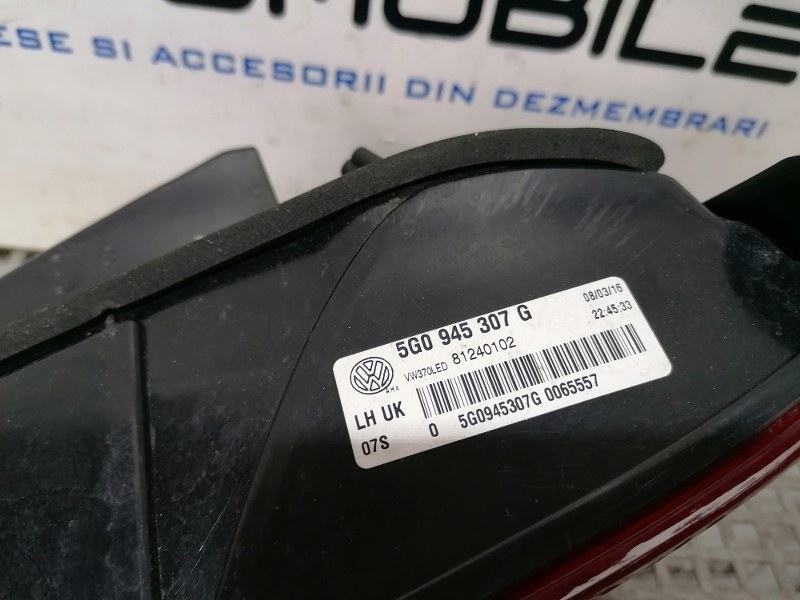 MOBILE
ESE SI ACCESORII DIN DEZMEMBRARI
5G0 945 307 G
08/03/16
22:45:33
VW370LED 81240102
LH UK
07S 0 5G0945307G 0065557